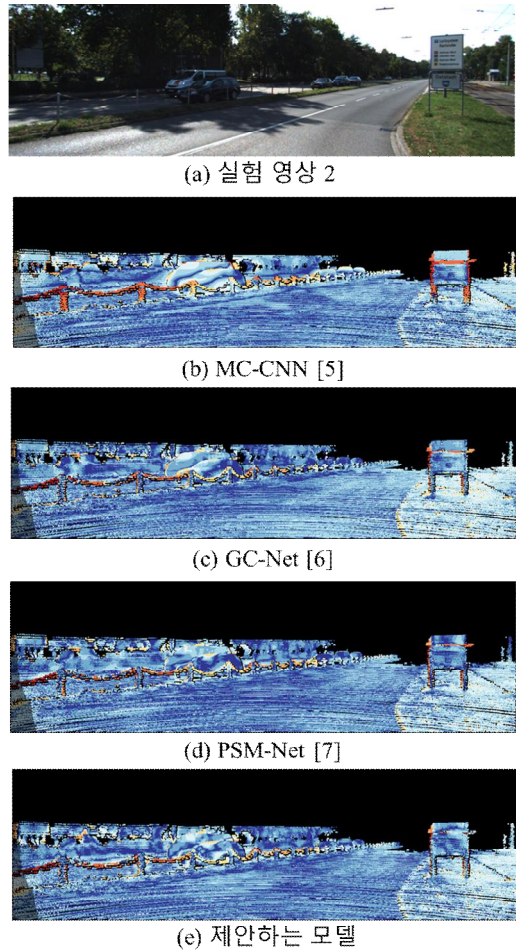 (a) 실험 영상 2
(b) MC-CNN [5]
(c) GC-Net [6]
(d) PSM-Net [7]
(e) 제안하는 모델